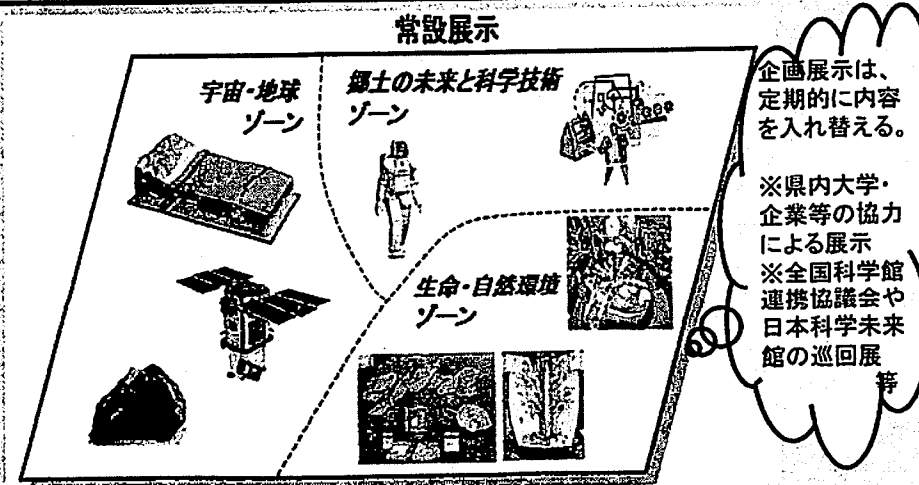 常設展示
宇宙・地球
ゾーン
郷土の未来と科学技術
ゾーン
生命・自然環境
ゾーン
企画展示は、
定期的に内容
を入れ替える。
※県内大学・
企業等の協力
による展示
※全国科学館
連携協議会や
日本科学未来
館の巡回展
等